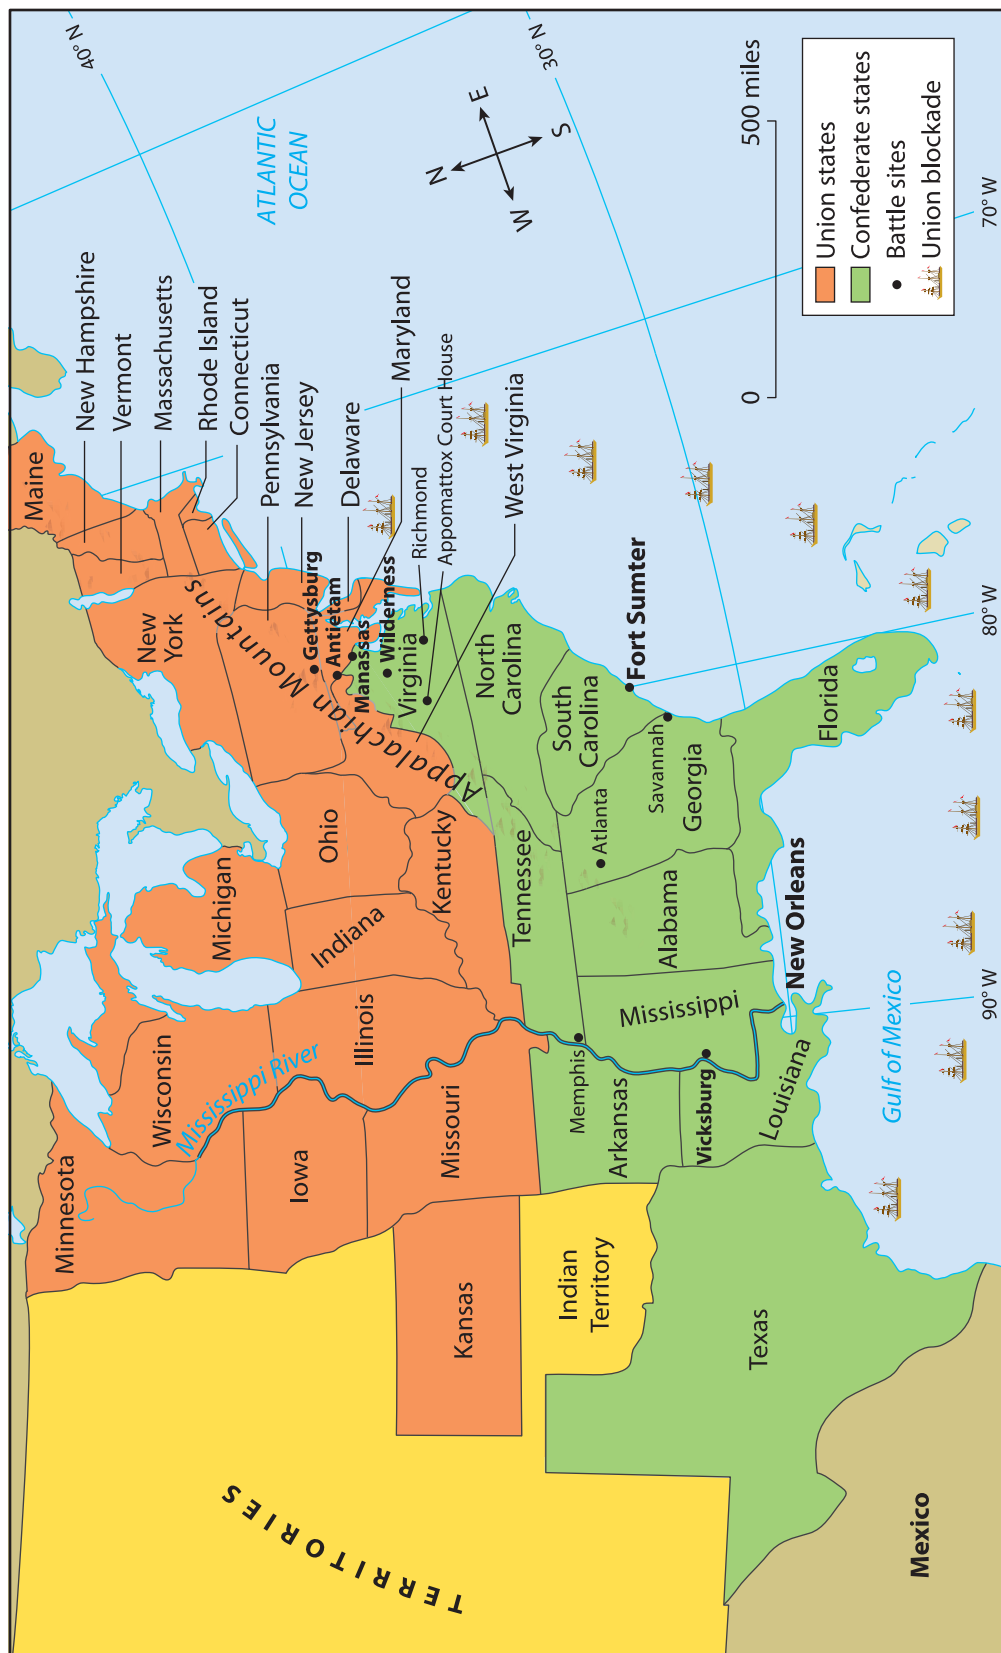 Maine
New Hampshire
Vermont
Massachusetts
Rhode Island
Connecticut
Pennsylvania
New Jersey
Delaware
Maryland
Richmond
Appomattox Court House
West Virginia
New
York
Gettysburg
Antietam
Manassas
Wilderness
Virginia
Appalachian Mountains
Minnesota
Wisconsin
Michigan
Mississippi River
Iowa
Illinois
Indiana
Ohio
Kentucky
Missouri
Kansas
TERRITORIES
Indian
Territory
Tennessee
North
Carolina
South
Carolina
Fort Sumter
Savannah
Georgia
Atlanta
Alabama
Mississippi
Memphis
Arkansas
Vicksburg
Louisiana
New Orleans
Florida
Texas
Mexico
Gulf of Mexico
ATLANTIC
OCEAN
40° N
30° N
70° W
80° W
90° W
N
E
S
W
0
500 miles
Union states
Confederate states
Battle sites
Union blockade